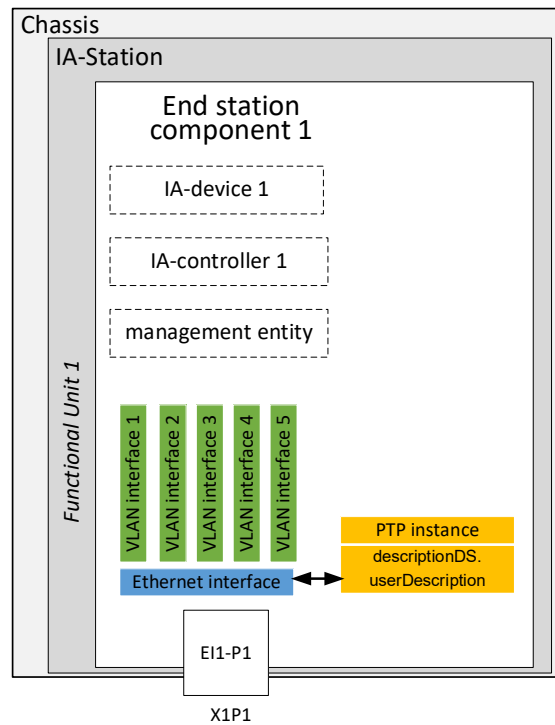 Chassis
IA-Station
Functional Unit 1
End station
component 1
IA-device 1
IA-controller 1
management entity
VLAN interface 1
VLAN interface 2
VLAN interface 3
VLAN interface 4
VLAN interface 5
PTP instance
descriptionDS.
userDescription
Ethernet interface
EI1-P1
X1P1